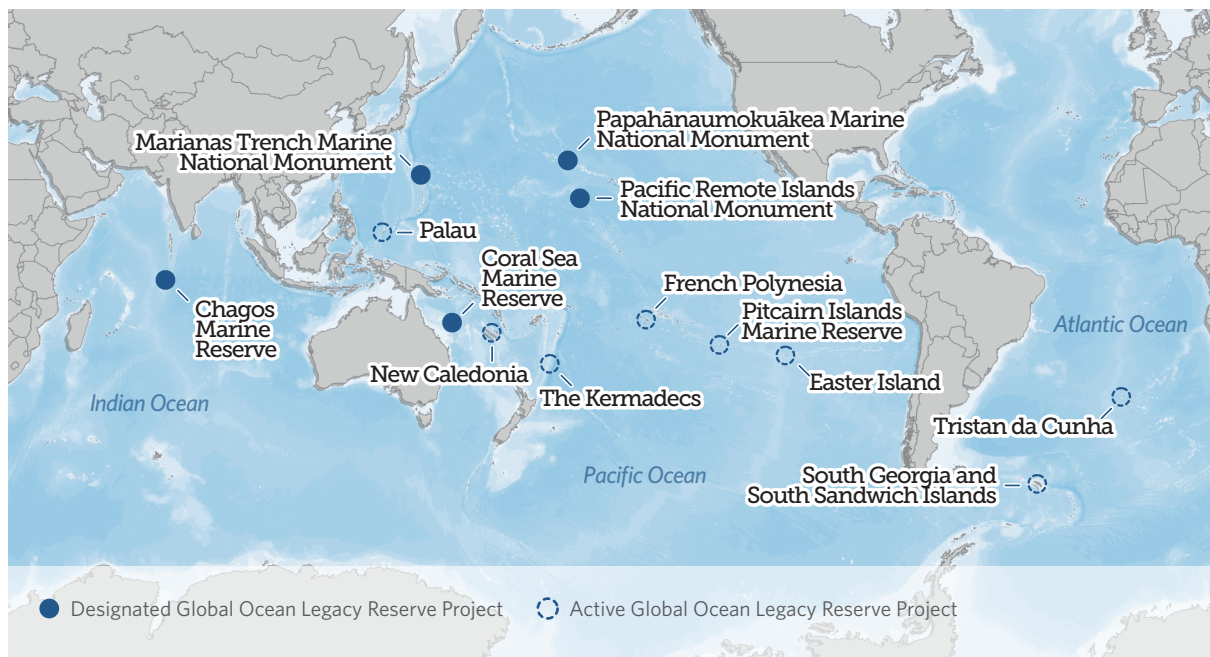 Papahānaumokuākea Marine
National Monument
Marianas Trench Marine
National Monument
Pacific Remote Islands
National Monument
Palau
Coral Sea
Marine
Reserve
French Polynesia
Chagos
Marine
Reserve
Pitcairn Islands
Marine Reserve
Atlantic Ocean
New Caledonia
Easter Island
The Kermadecs
Indian Ocean
Tristan da Cunha
Pacific Ocean
South Georgia and
South Sandwich Islands
Designated Global Ocean Legacy Reserve Project
Active Global Ocean Legacy Reserve Project